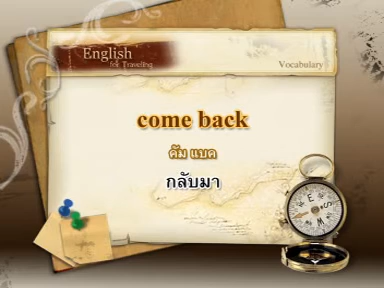 English
for Traveling
Vocabulary
come back
คัม แบค
กลับมา
E
S
W